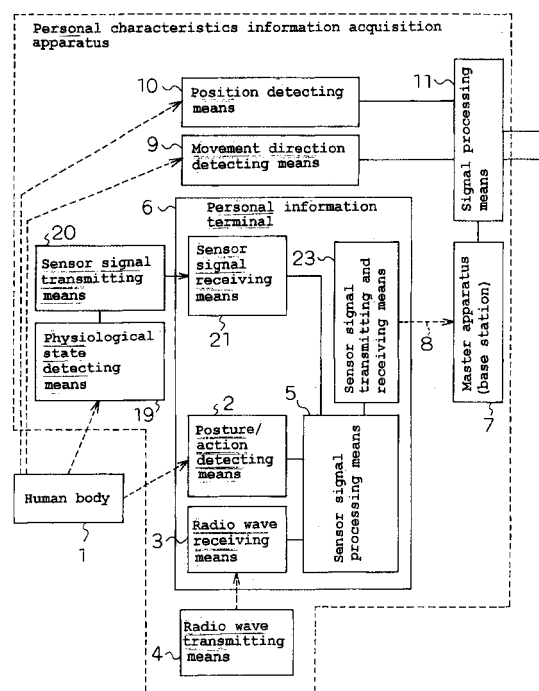 Personal characteristics information acquisition
apparatus
10
Position detecting
means
11
Signal processing
means
9
Movement direction
detecting means
6
Personal information
terminal
20
Sensor signal
transmitting
means
Sensor
signal
receiving
means
21
23
Sensor signal
transmitting and
receiving means
8
Master apparatus
(base station)
7
Physiological
state
detecting
means
19
2
Posture/
action
detecting
means
5
Sensor signal
processing means
Human body
1
3
Radio wave
receiving
means
Radio wave
transmitting
means
4